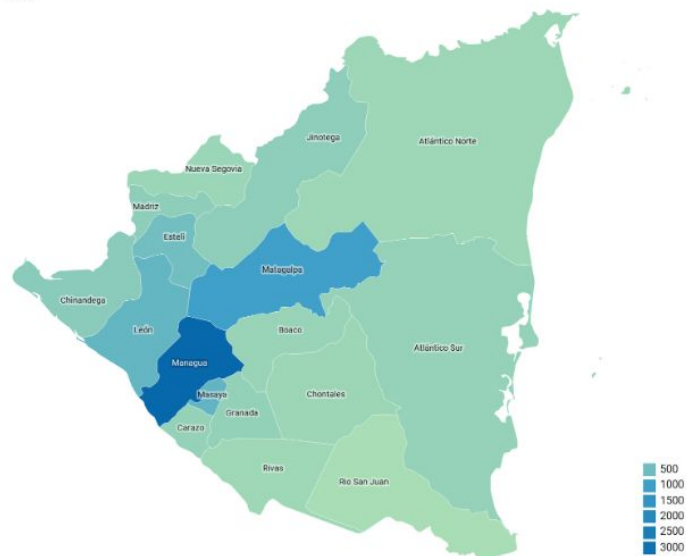 Jinotega
Atlántico Norte
Nueva Segovia
Madriz
Estelí
Matagalpa
Chinandega
León
Boaco
Atlántico Sur
Managua
Masaya
Chontales
Granada
Carazo
Rivas
Rio San Juan
500
1000
1500
2000
2500
3000